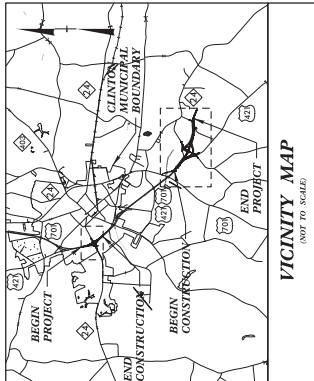 421
BEGIN
PROJECT
701
403
24
24
24
END
CONSTRUCTION
CLINTON
MUNICIPAL
BOUNDARY
BEGIN
CONSTRUCTION
421
701
24
701
421
END
PROJECT
VICINITY MAP
(NOT TO SCALE)